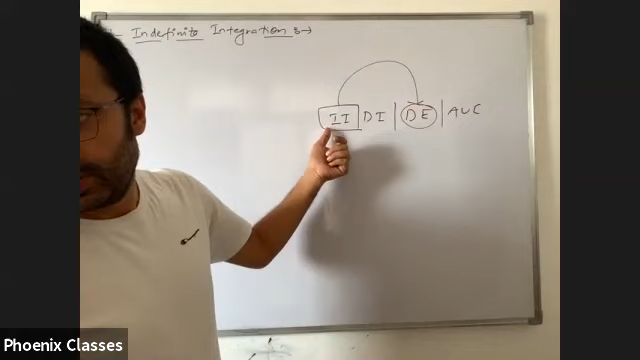 Indefinite Integration :→
II | DI | DE | AUC
Phoenix Classes